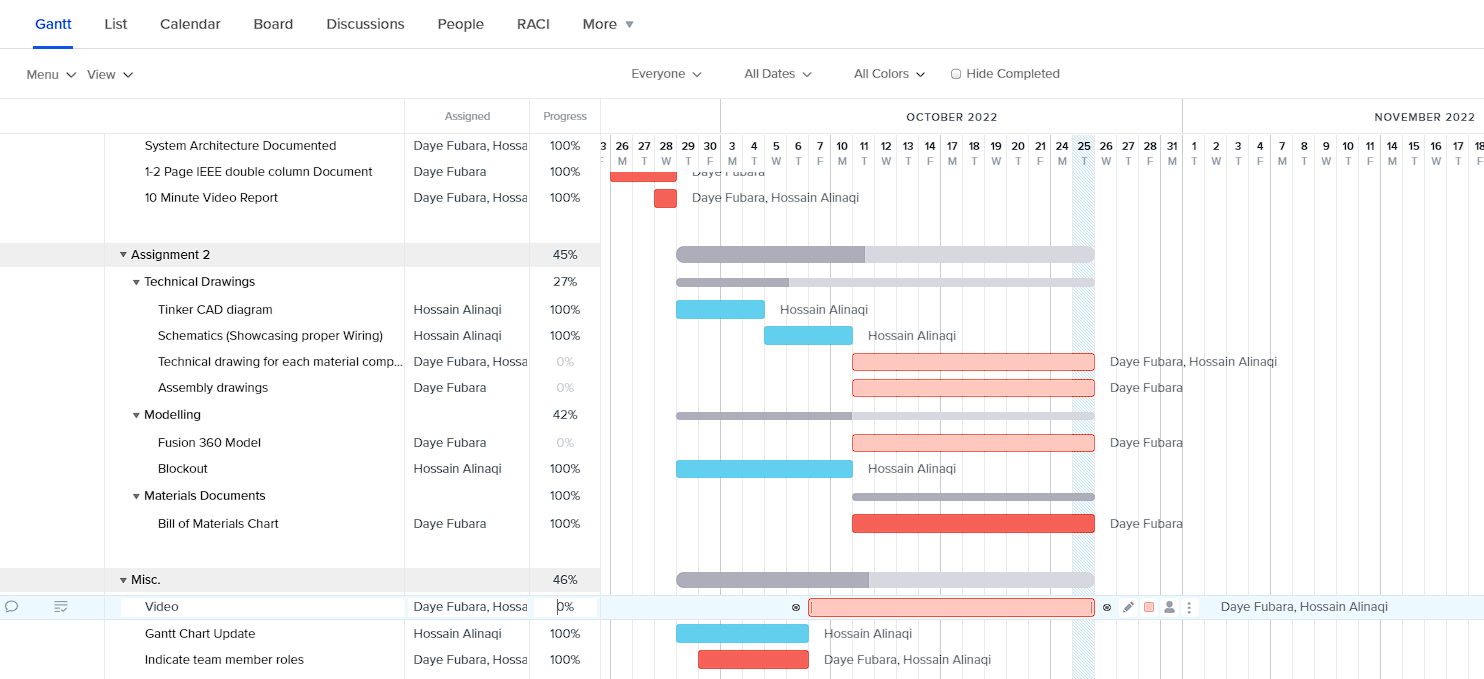 Gantt List Calendar Board Discussions People RACI More
Menu View Everyone All Dates All Colors Hide Completed
Assigned Progress OCTOBER 2022 NOVEMBER 2022
3 26 27 28 29 30 3 4 5 6 7 10 11 12 13 14 17 18 19 20 21 24 25 26 27 28 31 1 2 3 4 7 8 9 10 11 14 15 16 17 18
F M T W T F M T W T F M T W T F M T W T F M T W T F M T W T F M T W T F M T W T F
System Architecture Documented Daye Fubara, Hossa 100%
1-2 Page IEEE double column Document Daye Fubara 100% Daye Fubara
10 Minute Video Report Daye Fubara, Hossa 100% Daye Fubara, Hossain Alinaqi
Assignment 2 45%
Technical Drawings 27%
Tinker CAD diagram Hossain Alinaqi 100% Hossain Alinaqi
Schematics (Showcasing proper Wiring) Hossain Alinaqi 100% Hossain Alinaqi
Technical drawing for each material comp... Daye Fubara, Hossa 0% Daye Fubara, Hossain Alinaqi
Assembly drawings Daye Fubara 0% Daye Fubara
Modelling 42%
Fusion 360 Model Daye Fubara 0% Daye Fubara
Blockout Hossain Alinaqi 100% Hossain Alinaqi
Materials Documents 100%
Bill of Materials Chart Daye Fubara 100% Daye Fubara
Misc. 46%
Video Daye Fubara, Hossa 0% Daye Fubara, Hossain Alinaqi
Gantt Chart Update Hossain Alinaqi 100% Hossain Alinaqi
Indicate team member roles Daye Fubara, Hossa 100% Daye Fubara, Hossain Alinaqi